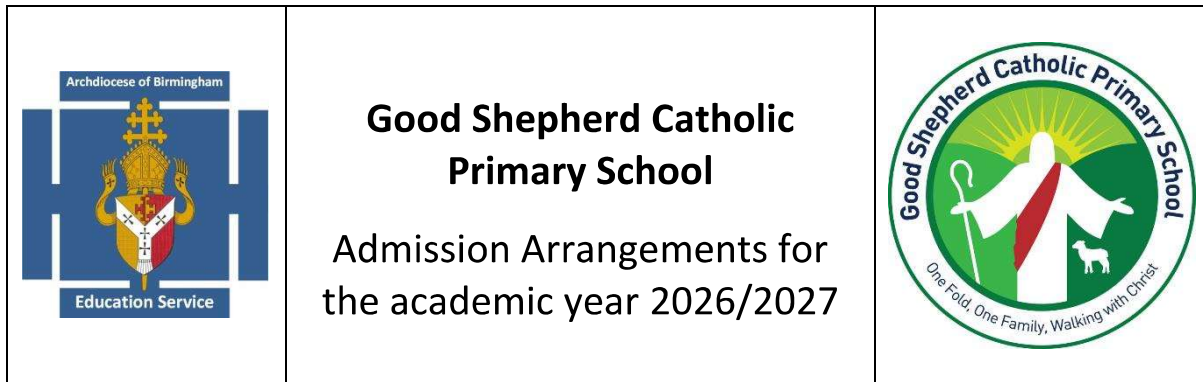 Archdiocese of Birmingham
Education Service
Good Shepherd Catholic
Primary School
Admission Arrangements for
the academic year 2026/2027
Good Shepherd Catholic Primary School
One Fold, One Family, Walking with Christ